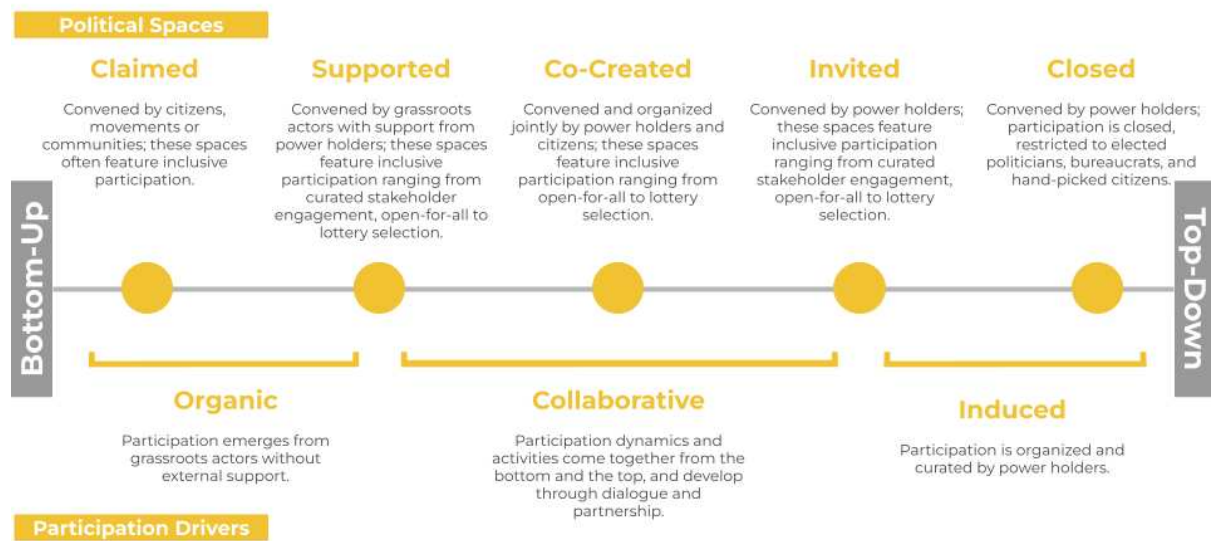 Political Spaces
Claimed
Convened by citizens,
movements or
communities; these spaces
often feature inclusive
participation.
Supported
Convened by grassroots
actors with support from
power holders; these spaces
feature inclusive
participation ranging from
curated stakeholder
engagement, open-for-all to
lottery selection.
Co-Created
Convened and organized
jointly by power holders and
citizens; these spaces
feature inclusive
participation ranging from
open-for-all to lottery
selection.
Invited
Convened by power holders;
these spaces feature
inclusive participation
ranging from curated
stakeholder engagement,
open-for-all to lottery
selection.
Closed
Convened by power holders;
participation is closed,
restricted to elected
politicians, bureaucrats, and
hand-picked citizens.
Bottom-Up
Top-Down
Organic
Participation emerges from
grassroots actors without
external support.
Collaborative
Participation dynamics and
activities come together from the
bottom and the top, and develop
through dialogue and
partnership.
Induced
Participation is organized and
curated by power holders.
Participation Drivers